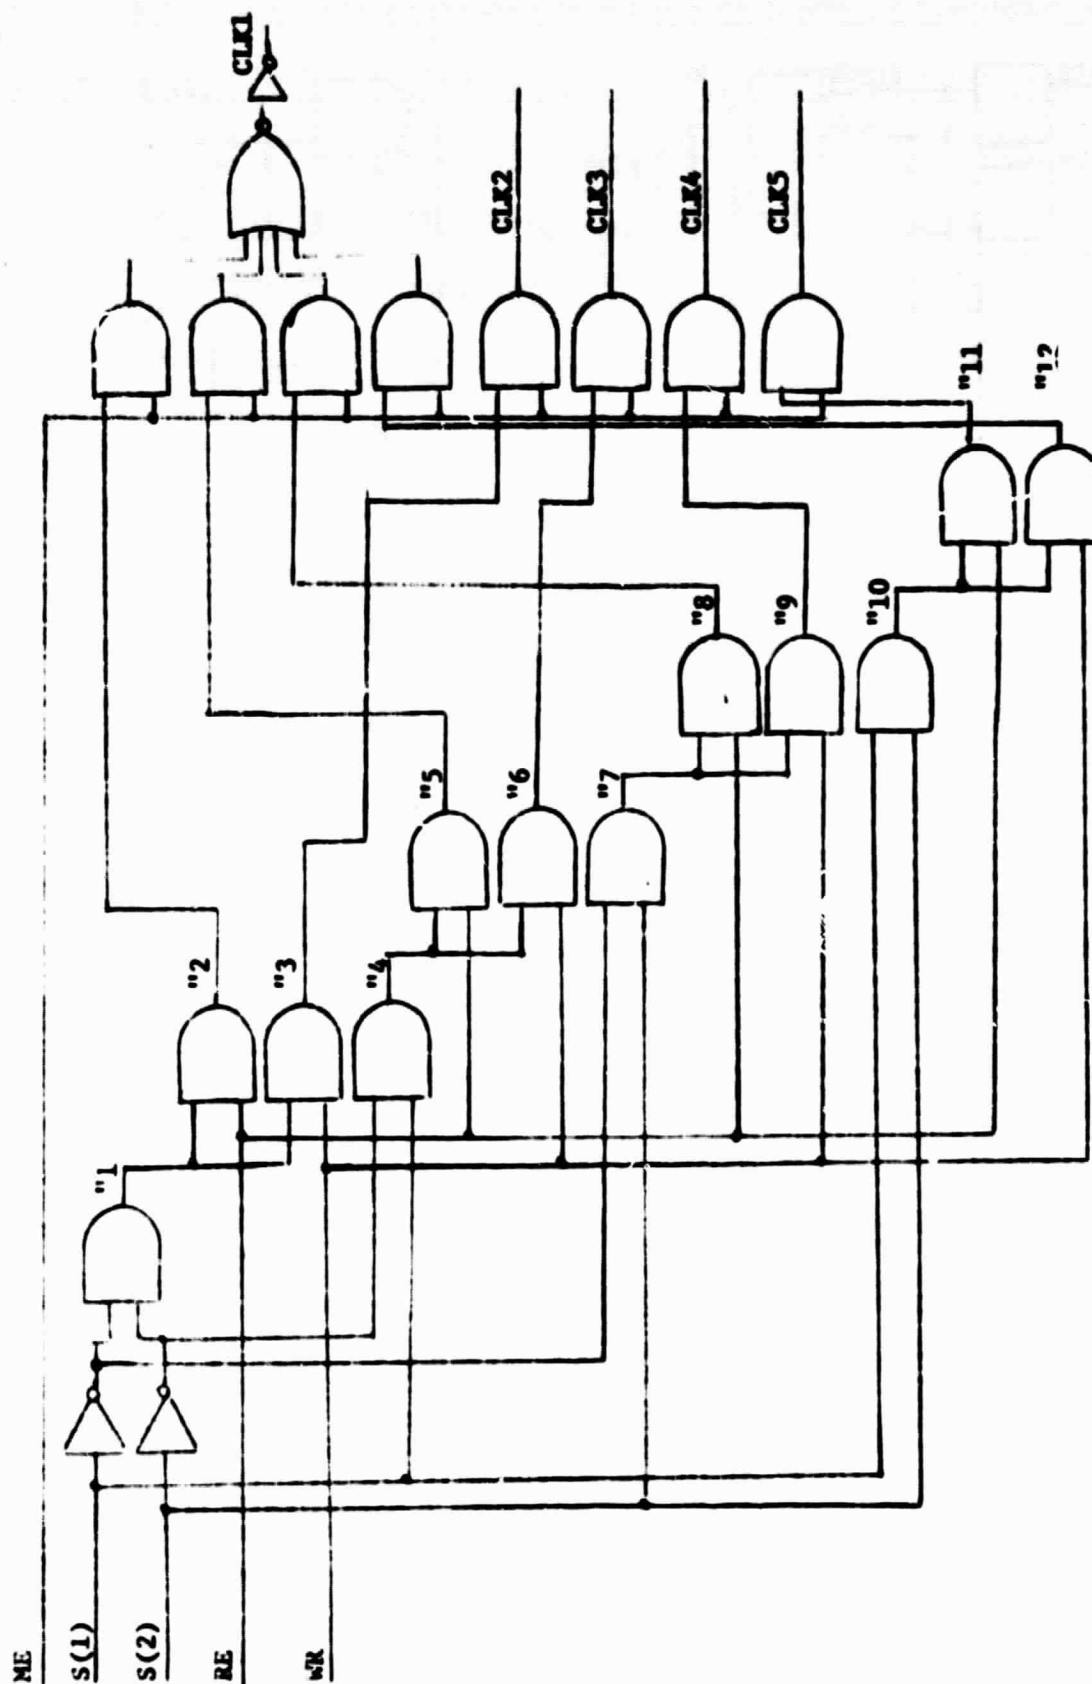 ME
S(1)
S(2)
RE
WR
"1
"2
"3
"4
"5
"6
"7
"8
"9
"10
"11
"12
CLK1
CLK2
CLK3
CLK4
CLK5